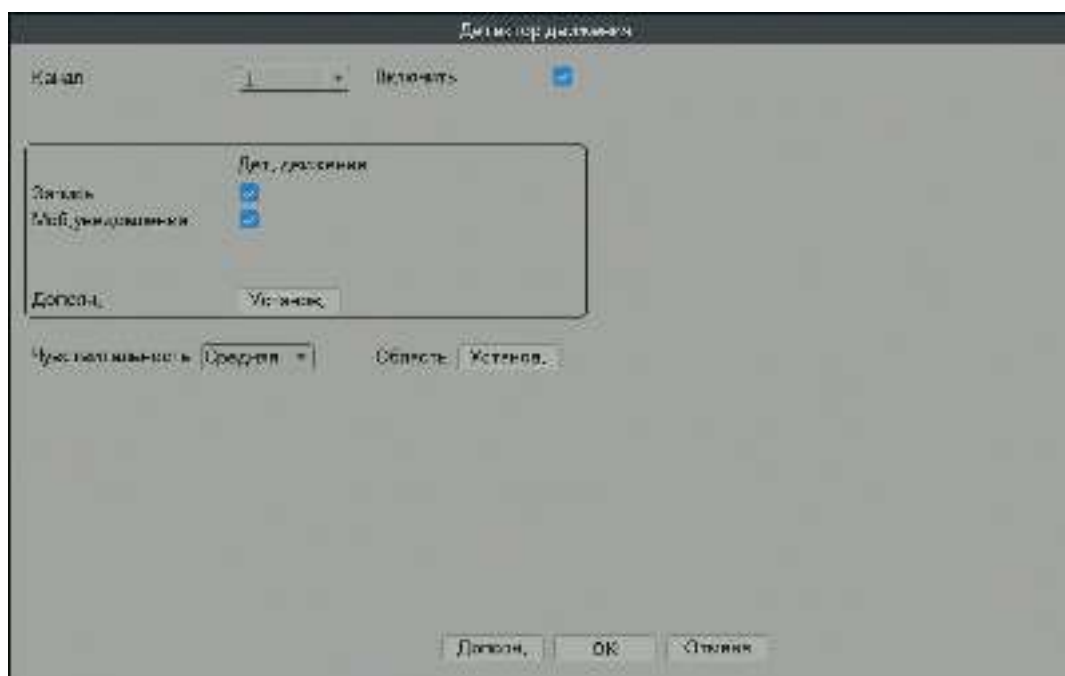 Детектор движения
Канал 1 Включить
Дет. движения
Запись
Моб.уведомления
Дополн. Установ.
Чувствительность Средняя Область Установ.
Дополн. OK Отмена